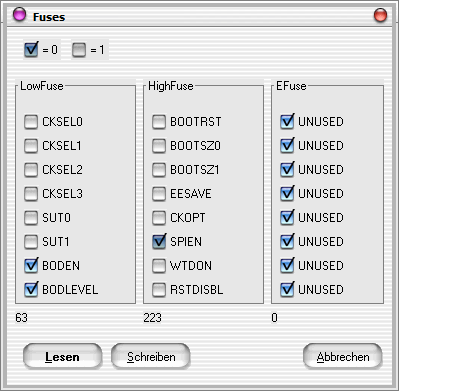 Fuses
= 0 = 1
LowFuse HighFuse EFuse
CKSEL0 BOOTRST UNUSED
CKSEL1 BOOTSZ0 UNUSED
CKSEL2 BOOTSZ1 UNUSED
CKSEL3 EESAVE UNUSED
SUT0 CKOPT UNUSED
SUT1 SPIEN UNUSED
BODEN WTDON UNUSED
BODLEVEL RSTDISBL UNUSED
63 223 0
Lesen Schreiben Abbrechen